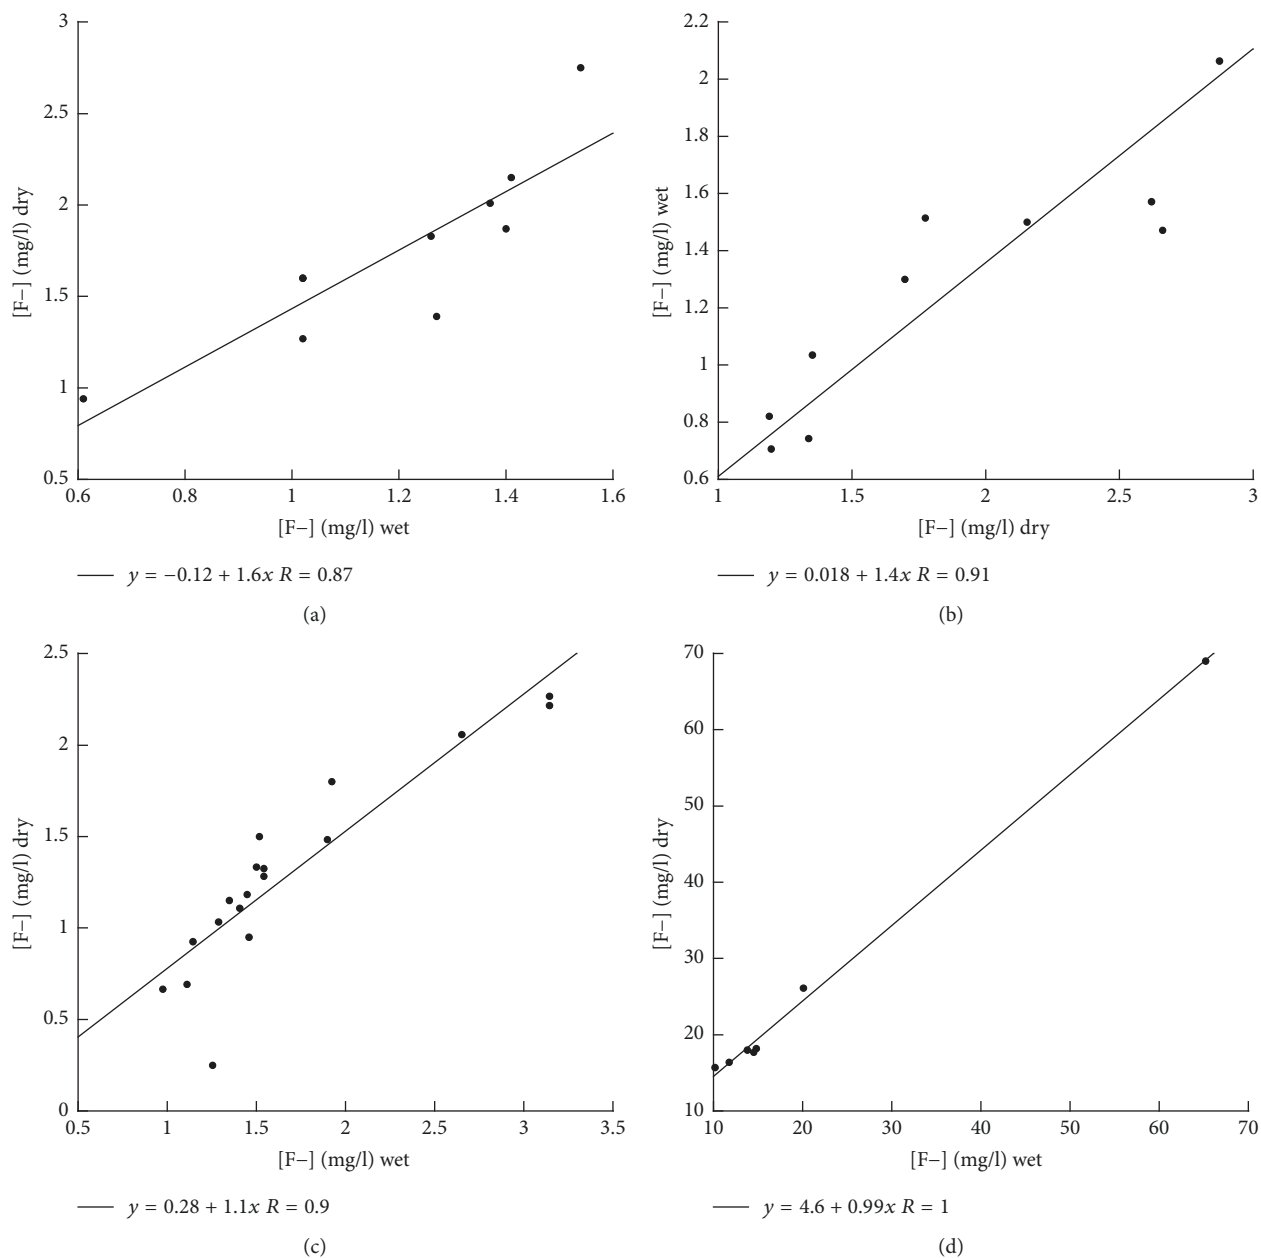 3
2.5
2
1.5
1
0.5
[F−] (mg/l) dry
0.6 0.8 1 1.2 1.4 1.6
[F−] (mg/l) wet
y = −0.12 + 1.6x R = 0.87
(a)
2.2
2
1.8
1.6
1.4
1.2
1
0.8
0.6
[F−] (mg/l) wet
1 1.5 2 2.5 3
[F−] (mg/l) dry
y = 0.018 + 1.4x R = 0.91
(b)
2.5
2
1.5
1
0.5
0
[F−] (mg/l) dry
0.5 1 1.5 2 2.5 3 3.5
[F−] (mg/l) wet
y = 0.28 + 1.1x R = 0.9
(c)
70
60
50
40
30
20
10
[F−] (mg/l) dry
10 20 30 40 50 60 70
[F−] (mg/l) wet
y = 4.6 + 0.99x R = 1
(d)